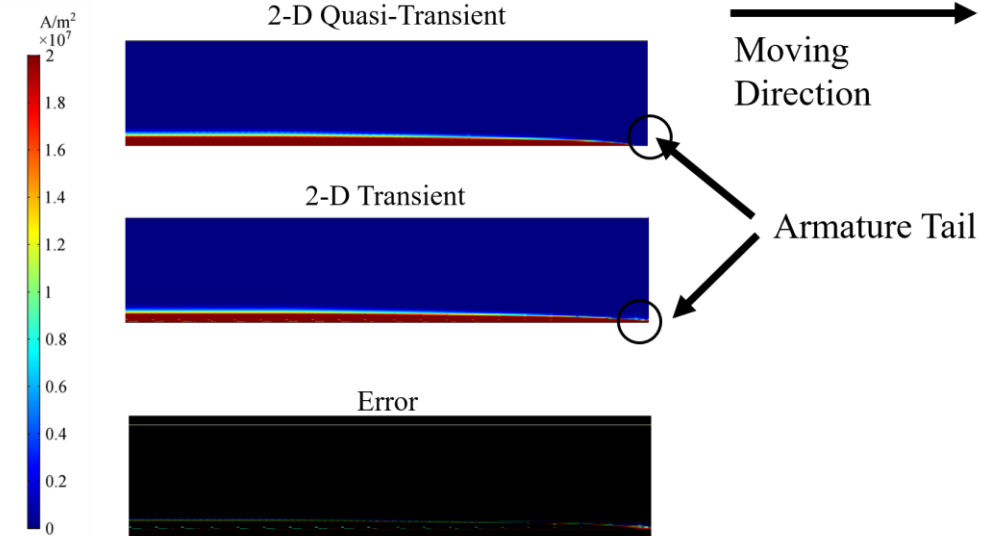 2-D Quasi-Transient
A/m²
×10⁷
2
1.8
1.6
1.4
1.2
1
0.8
0.6
0.4
0.2
0
Moving
Direction
2-D Transient
Armature Tail
Error